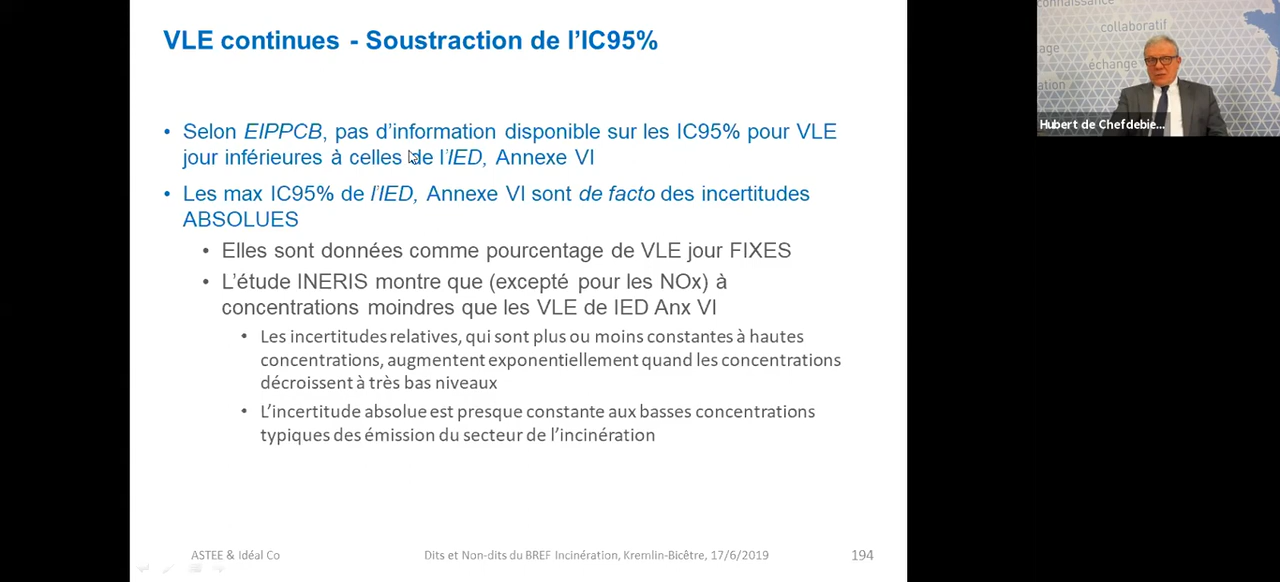 VLE continues - Soustraction de l’IC95%
• Selon EIPPCB, pas d’information disponible sur les IC95% pour VLE
jour inférieures à celles de l’IED, Annexe VI
• Les max IC95% de l’IED, Annexe VI sont de facto des incertitudes
ABSOLUES
• Elles sont données comme pourcentage de VLE jour FIXES
• L’étude INERIS montre que (excepté pour les NOx) à
concentrations moindres que les VLE de IED Anx VI
• Les incertitudes relatives, qui sont plus ou moins constantes à hautes
concentrations, augmentent exponentiellement quand les concentrations
décroissent à très bas niveaux
• L’incertitude absolue est presque constante aux basses concentrations
typiques des émission du secteur de l’incinération
ASTEE & Idéal Co
Dits et Non-dits du BREF Incinération, Kremlin-Bicêtre, 17/6/2019
194
connaissance
collaboratif
échange
Hubert de Chefdebie...